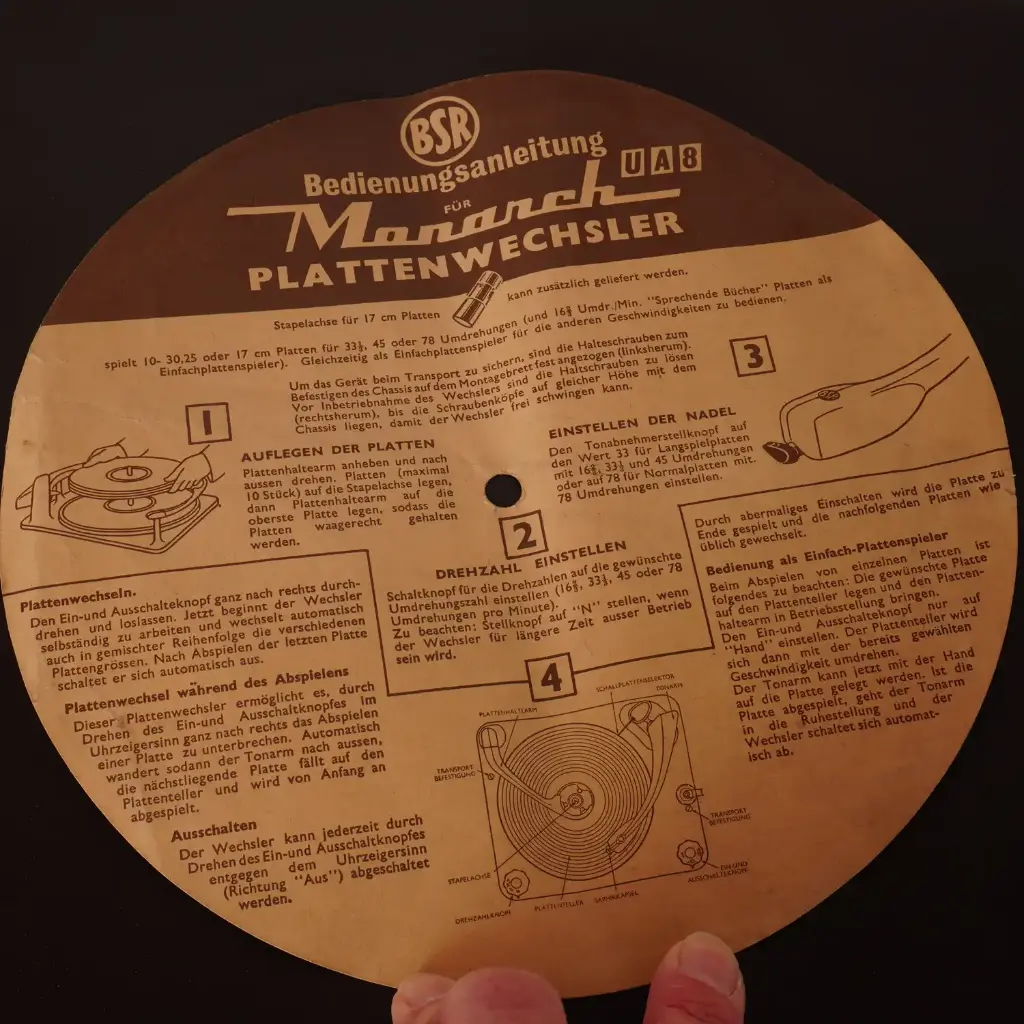 BSR
Bedienungsanleitung
UA8
FÜR
Monarch
PLATTENWECHSLER
Stapelachse für 17 cm Platten
kann zusätzlich geliefert werden.
spielt 10- 30,25 oder 17 cm Platten für 33⅓, 45 oder 78 Umdrehungen (und 16⅔ Umdr./Min. "Sprechende Bücher" Platten als
Einfachplattenspieler). Gleichzeitig als Einfachplattenspieler für die anderen Geschwindigkeiten zu bedienen.
Um das Gerät beim Transport zu sichern, sind die Halteschrauben zum
Befestigen des Chassis auf dem Montagebrett fest angezogen (linksherum).
Vor Inbetriebnahme des Wechslers sind die Haltschrauben zu lösen
(rechtsherum), bis die Schraubenköpfe auf gleicher Höhe mit dem
Chassis liegen, damit der Wechsler frei schwingen kann.
1
AUFLEGEN DER PLATTEN
Plattenhaltearm anheben und nach
aussen drehen. Platten (maximal
10 Stück) auf die Stapelachse legen,
dann Plattenhaltearm auf die
oberste Platte legen, sodass die
Platten waagerecht gehalten
werden.
2
DREHZAHL EINSTELLEN
Schaltknopf für die Drehzahlen auf die gewünschte
Umdrehungszahl einstellen (16⅔, 33⅓, 45 oder 78
Umdrehungen pro Minute).
Zu beachten: Stellknopf auf "N" stellen, wenn
der Wechsler für längere Zeit ausser Betrieb
sein wird.
3
EINSTELLEN DER NADEL
Den Tonabnehmerstellknopf auf
den Wert 33 für Langspielplatten
mit 16⅔, 33⅓ und 45 Umdrehungen
oder auf 78 für Normalplatten mit
78 Umdrehungen einstellen.
4
Plattenwechseln.
Den Ein-und Ausschalteknopf ganz nach rechts durch-
drehen und loslassen. Jetzt beginnt der Wechsler
selbständig zu arbeiten und wechselt automatisch
auch in gemischter Reihenfolge die verschiedenen
Plattengrössen. Nach Abspielen der letzten Platte
schaltet er sich automatisch aus.
Plattenwechsel während des Abspielens
Dieser Plattenwechsler ermöglicht es, durch
Drehen des Ein- und Ausschaltknopfes im
Uhrzeigersinn ganz nach rechts das Abspielen
einer Platte zu unterbrechen. Automatisch
wandert sodann der Tonarm nach aussen,
die nächstliegende Platte fällt auf den
Plattenteller und wird von Anfang an
abgespielt.
Ausschalten
Der Wechsler kann jederzeit durch
Drehen des Ein-und Ausschaltknopfes
entgegen dem Uhrzeigersinn
(Richtung "Aus") abgeschaltet
werden.
Durch abermaliges Einschalten wird die Platte zu
Ende gespielt und die nachfolgenden Platten wie
üblich gewechselt.
Bedienung als Einfach-Plattenspieler
Beim Abspielen von einzelnen Platten ist
folgendes zu beachten: Die gewünschte Platte
auf den Plattenteller legen und den Platten-
haltearm in Betriebsstellung bringen.
Den Ein- und Ausschalteknopf nur auf
"Hand" einstellen. Der Plattenteller wird
sich dann mit der bereits gewählten
Geschwindigkeit umdrehen.
Der Tonarm kann jetzt mit der Hand
auf die Platte gelegt werden. Ist die
Platte abgespielt, geht der Tonarm
in die Ruhestellung und der
Wechsler schaltet sich automat-
isch ab.
PLATTENHALTEARM
SCHALLPLATTENSELEKTOR
TONARM
TRANSPORT
BEFESTIGUNG
TRANSPORT
BEFESTIGUNG
STAPELACHSE
EIN-UND
AUSSCHALTEKNOPF
DREHZAHLKNOPF
PLATTENTELLER
SAPHIRKAPSEL